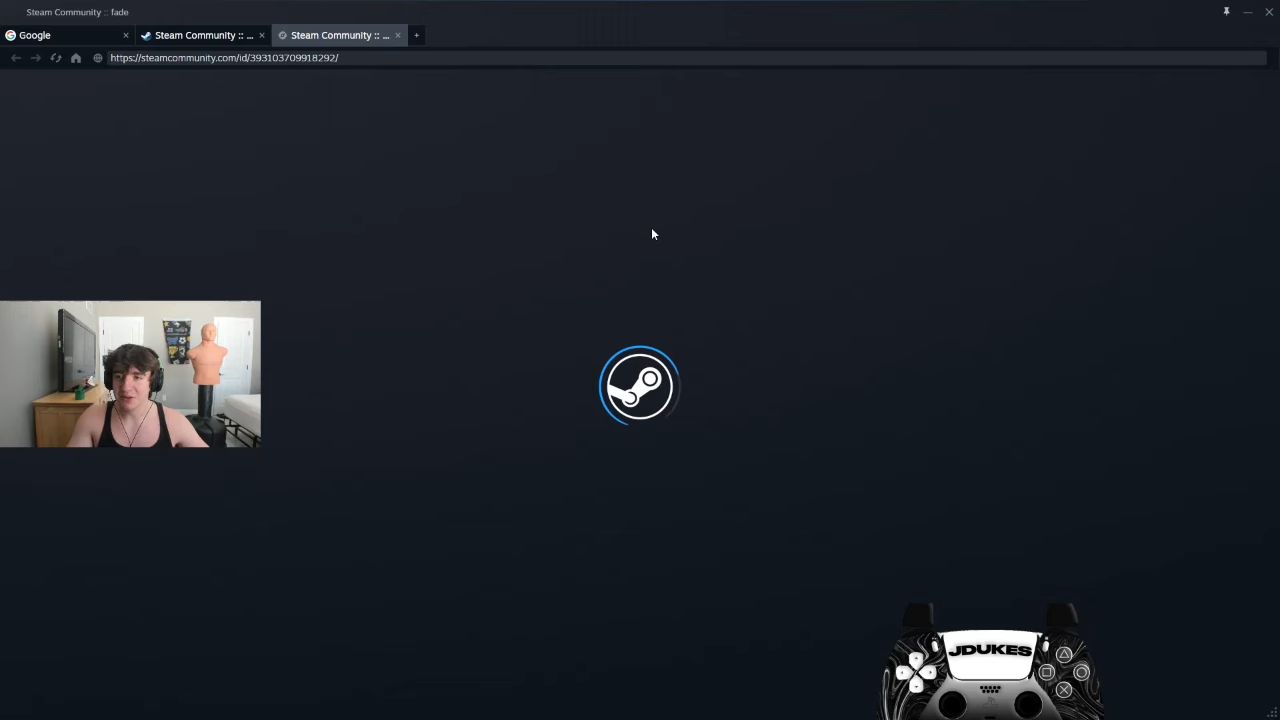 Steam Community :: fade
Google
Steam Community :: ...
Steam Community :: ...
https://steamcommunity.com/id/393103709918292/
JDUKES